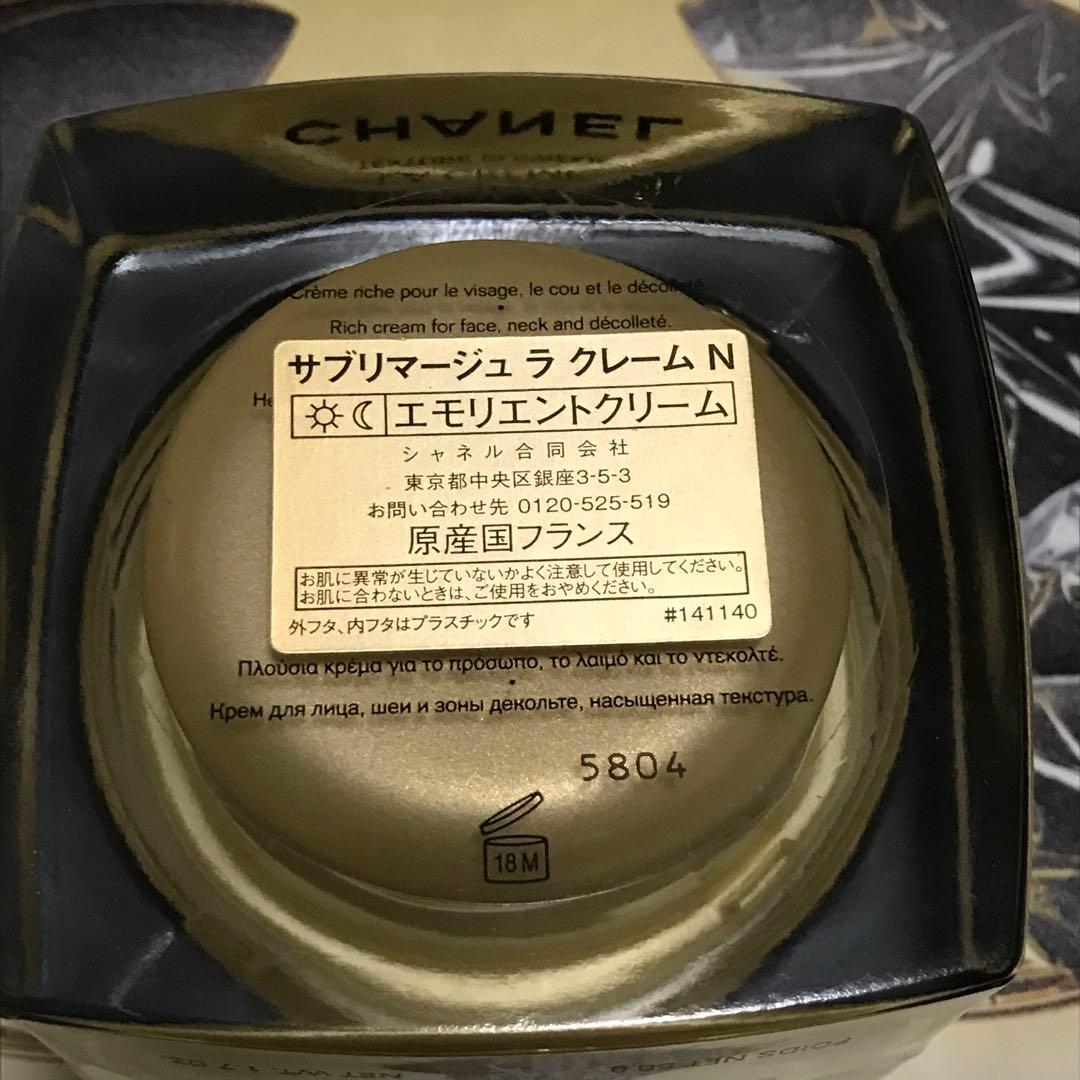 CHANEL
Crème riche pour le visage, le cou et le décolleté.
Rich cream for face, neck and décolleté.
サブリマージュ ラ クレーム N
エモリエントクリーム
シャネル合同会社
東京都中央区銀座3-5-3
お問い合わせ先 0120-525-519
原産国フランス
お肌に異常が生じていないかよく注意して使用してください。
お肌に合わないときは、ご使用をおやめください。
外フタ、内フタはプラスチックです #141140
Πλούσια κρέμα για το πρόσωπο, το λαιμό και το ντεκολτέ.
Крем для лица, шеи и зоны декольте, насыщенная текстура.
5804
18M
NET WT. 1.7 OZ.
POIDS NET